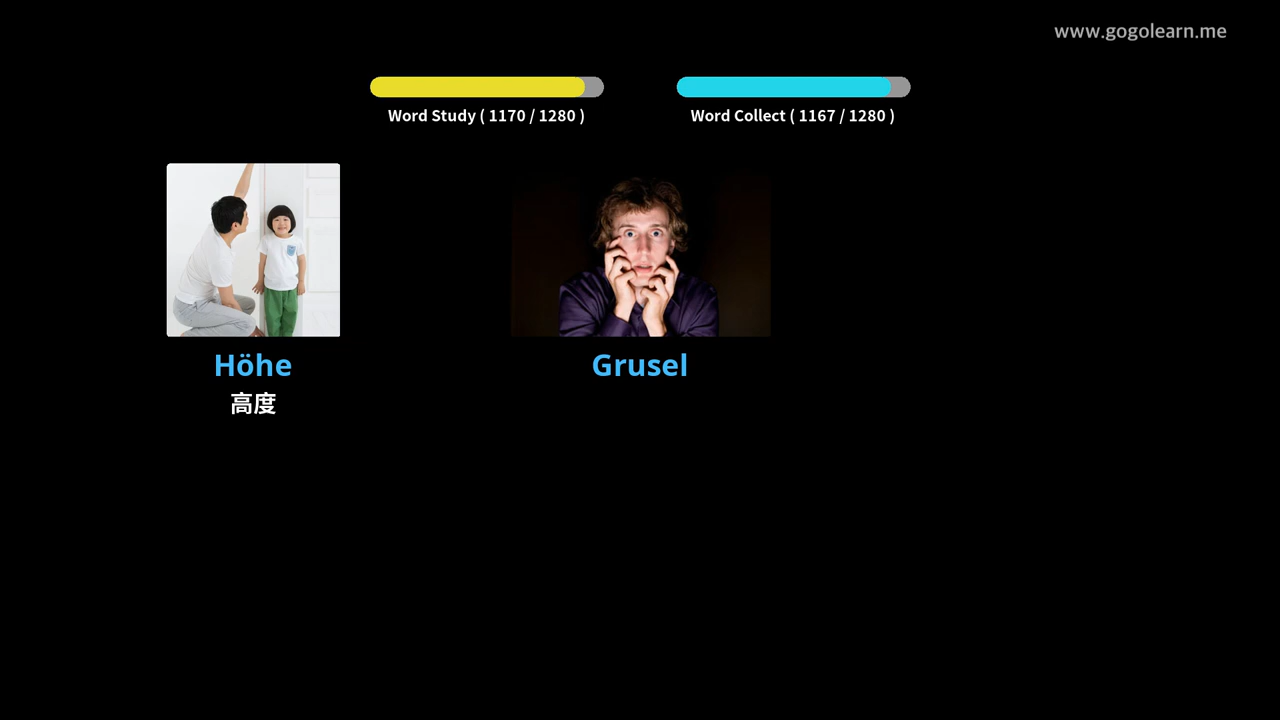 www.gogolearn.me
Word Study ( 1170 / 1280 )
Word Collect ( 1167 / 1280 )
Höhe
高度
Grusel